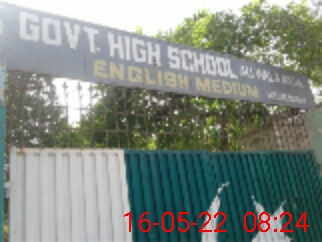 GOVT. HIGH SCHOOL
ENGLISH MEDIUM
16-05-22 08:24